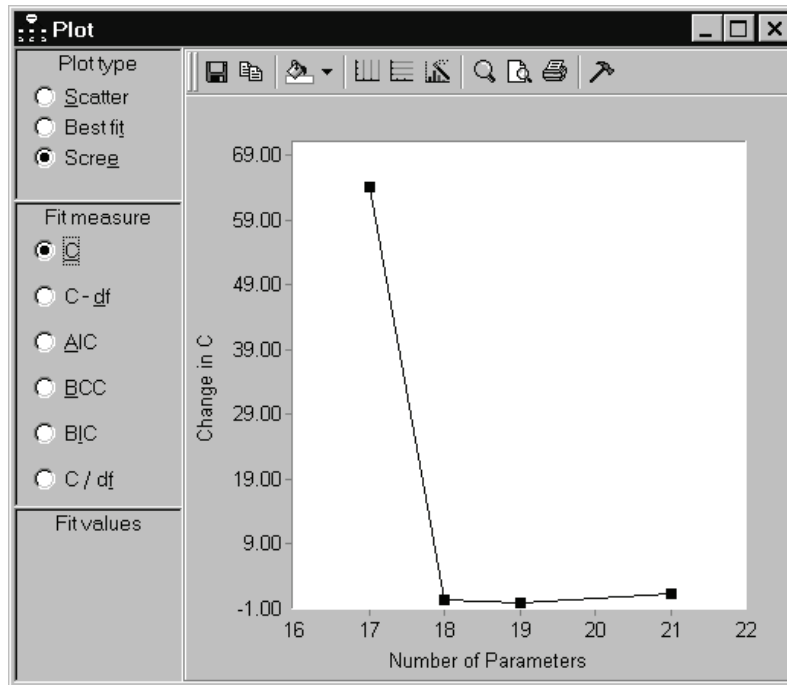 Plot
Plot type
Scatter
Best fit
Scree
Fit measure
C
C - df
AIC
BCC
BIC
C / df
Fit values
69.00
59.00
49.00
39.00
29.00
19.00
9.00
-1.00
Change in C
16 17 18 19 20 21 22
Number of Parameters